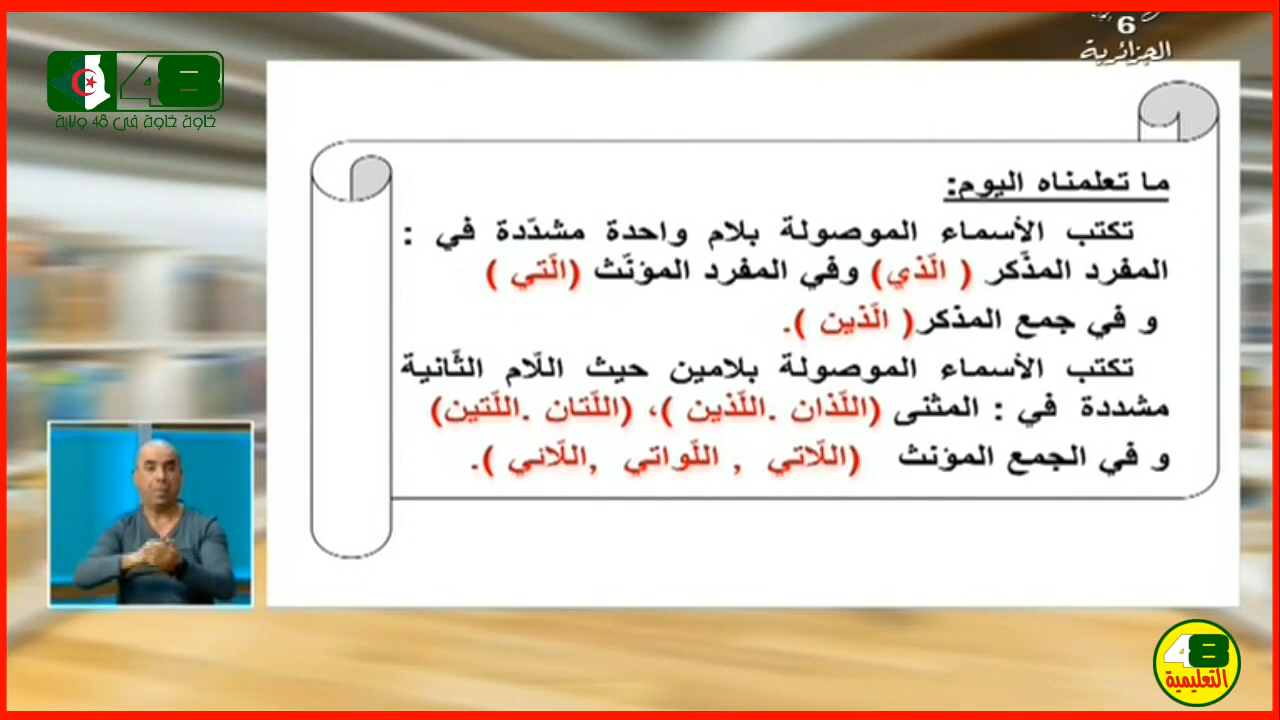 6
الجزائرية
48
خاوة خاوة في 48 ولاية
ما تعلمناه اليوم:
تكتب الأسماء الموصولة بلام واحدة مشدّدة في :
المفرد المذّكر ( الّذي) وفي المفرد المؤنّث (الّتي )
و في جمع المذكر( الّذين ).
تكتب الأسماء الموصولة بلامين حيث اللّام الثّانية
مشددة في : المثنى (اللّذان .اللّذين )، (اللّتان .اللّتين)
و في الجمع المؤنث (اللّاتي , اللّواتي ,اللّائي ).
48
التعليمية